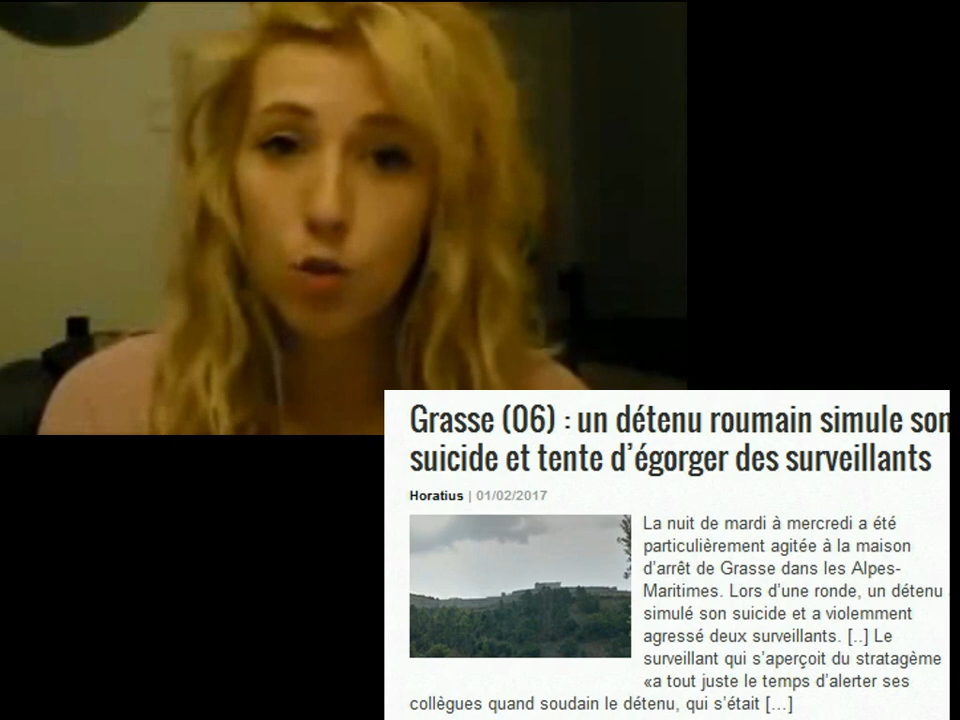 Grasse (06) : un détenu roumain simule son
suicide et tente d'égorger des surveillants
Horatius | 01/02/2017
La nuit de mardi à mercredi a été
particulièrement agitée à la maison
d'arrêt de Grasse dans les Alpes-
Maritimes. Lors d'une ronde, un détenu
simulé son suicide et a violemment
agressé deux surveillants. [..] Le
surveillant qui s'aperçoit du stratagème
«a tout juste le temps d'alerter ses
collègues quand soudain le détenu, qui s'était [...]